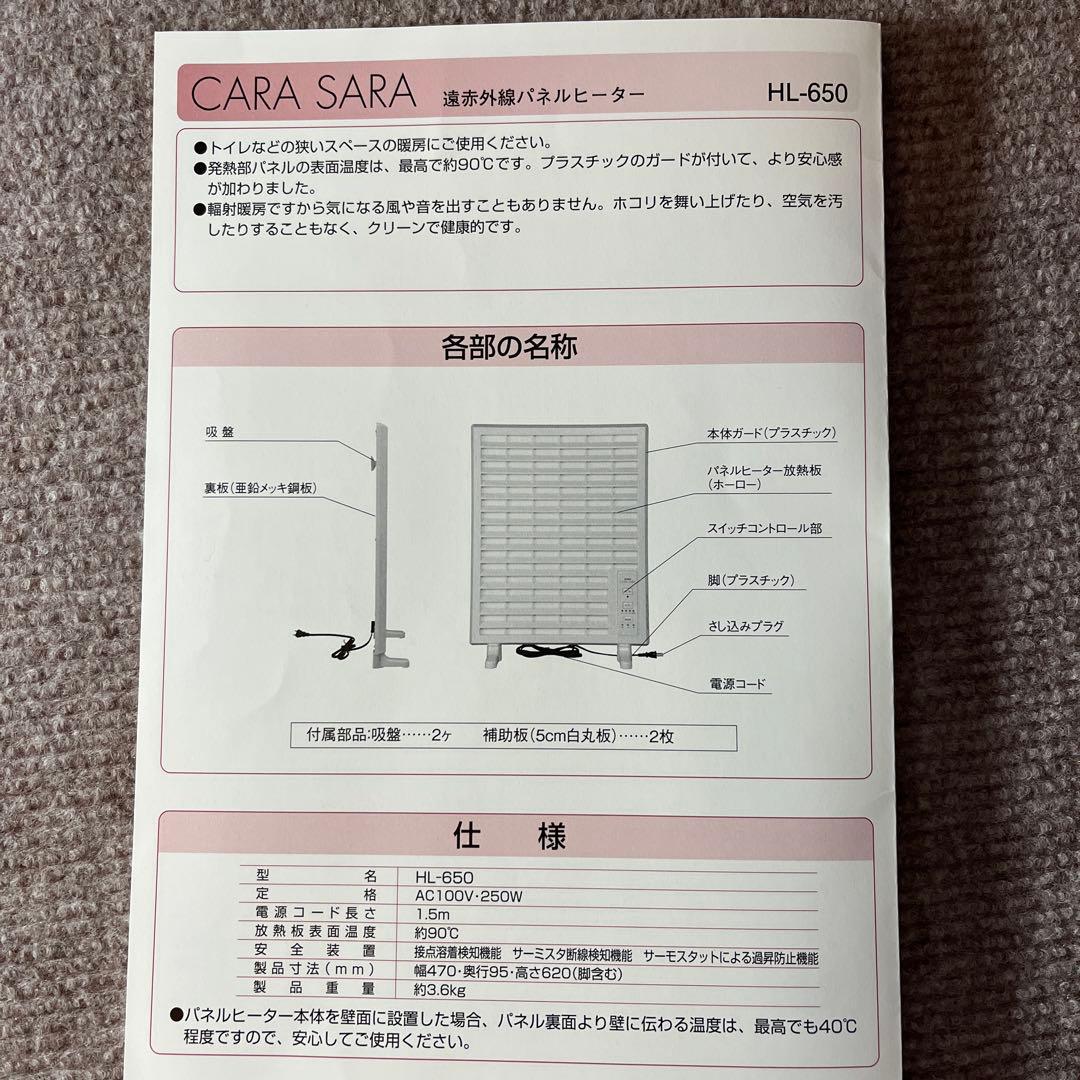 CARA SARA 遠赤外線パネルヒーター HL-650
●トイレなどの狭いスペースの暖房にご使用ください。
●発熱部パネルの表面温度は、最高で約90℃です。プラスチックのガードが付いて、より安心感
が加わりました。
●輻射暖房ですから気になる風や音を出すこともありません。ホコリを舞い上げたり、空気を汚
したりすることもなく、クリーンで健康的です。
各部の名称
吸盤
裏板(亜鉛メッキ鋼板)
本体ガード(プラスチック)
パネルヒーター放熱板
(ホーロー)
スイッチコントロール部
脚(プラスチック)
さし込みプラグ
電源コード
付属部品:吸盤……2ヶ 補助板(5cm白丸板)……2枚
仕様
型名 HL-650
定格 AC100V・250W
電源コード長さ 1.5m
放熱板表面温度 約90℃
安全装置 接点溶着検知機能 サーミスタ断線検知機能 サーモスタットによる過昇防止機能
製品寸法(mm) 幅470・奥行95・高さ620(脚含む)
製品重量 約3.6kg
●パネルヒーター本体を壁面に設置した場合、パネル裏面より壁に伝わる温度は、最高でも40℃
程度ですので、安心してご使用ください。